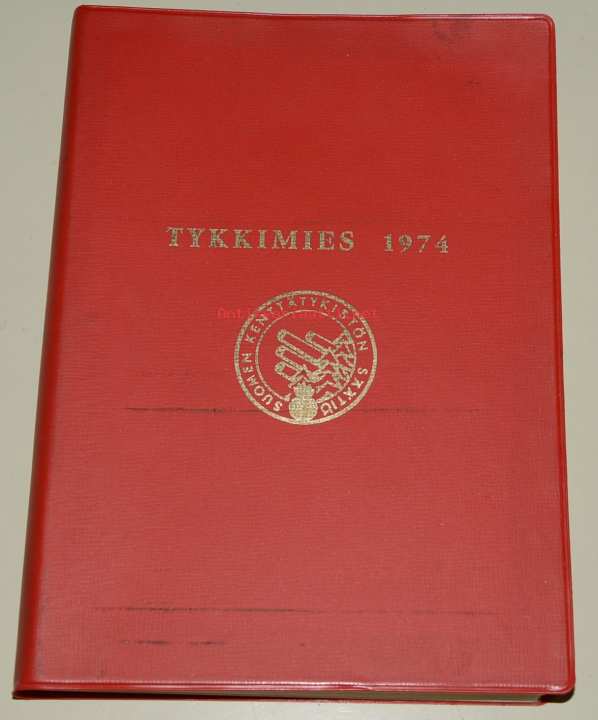 TYKKIMIES 1974
SUOMEN KENTTÄTYKISTÖN SÄÄTIÖ